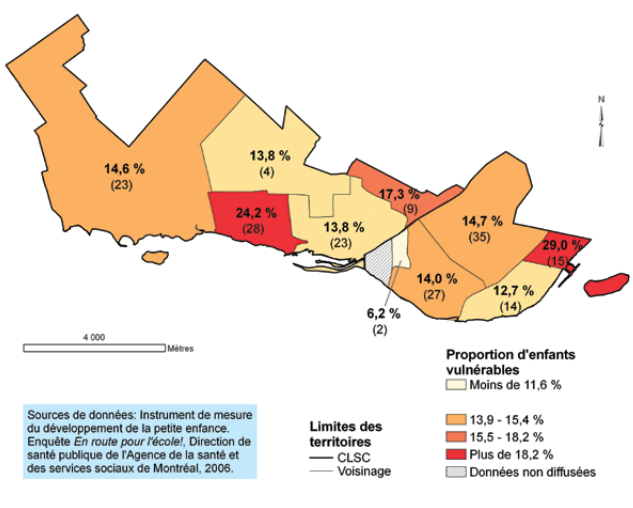 N
14,6 %
(23)
13,8 %
(4)
17,3 %
(9)
24,2 %
(28)
13,8 %
(23)
14,7 %
(35)
29,0 %
(15)
14,0 %
(27)
12,7 %
(14)
6,2 %
(2)
4 000
Mètres
Proportion d'enfants
vulnérables
Moins de 11,6 %
13,9 - 15,4 %
15,5 - 18,2 %
Plus de 18,2 %
Données non diffusées
Limites des
territoires
CLSC
Voisinage
Sources de données: Instrument de mesure
du développement de la petite enfance.
Enquête En route pour l'école!, Direction de
santé publique de l'Agence de la santé et
des services sociaux de Montréal, 2006.